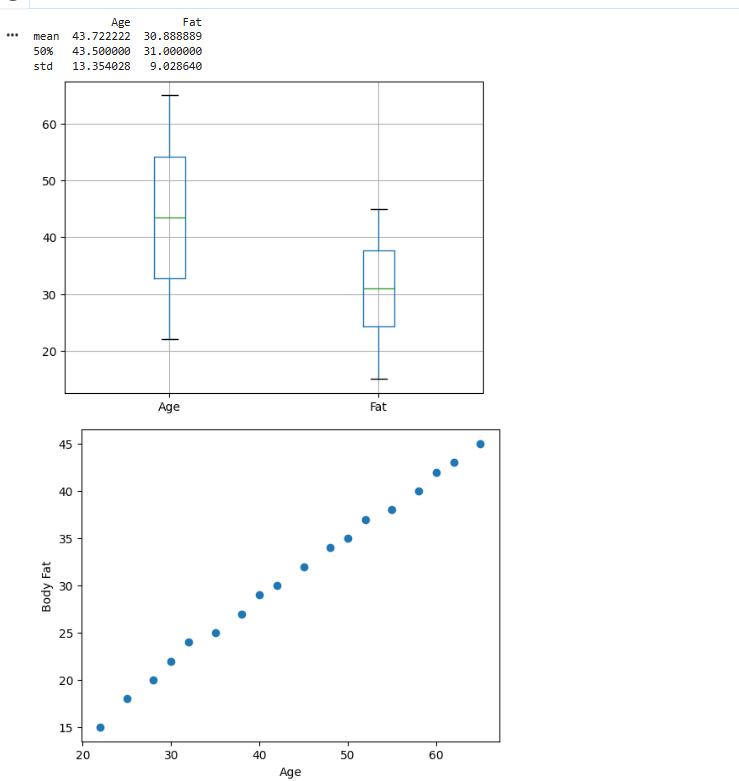 Age Fat
mean 43.722222 30.888889
50% 43.500000 31.000000
std 13.354028 9.028640
60
50
40
30
20
Age Fat
45
40
35
30
25
20
15
Body Fat
20 30 40 50 60
Age